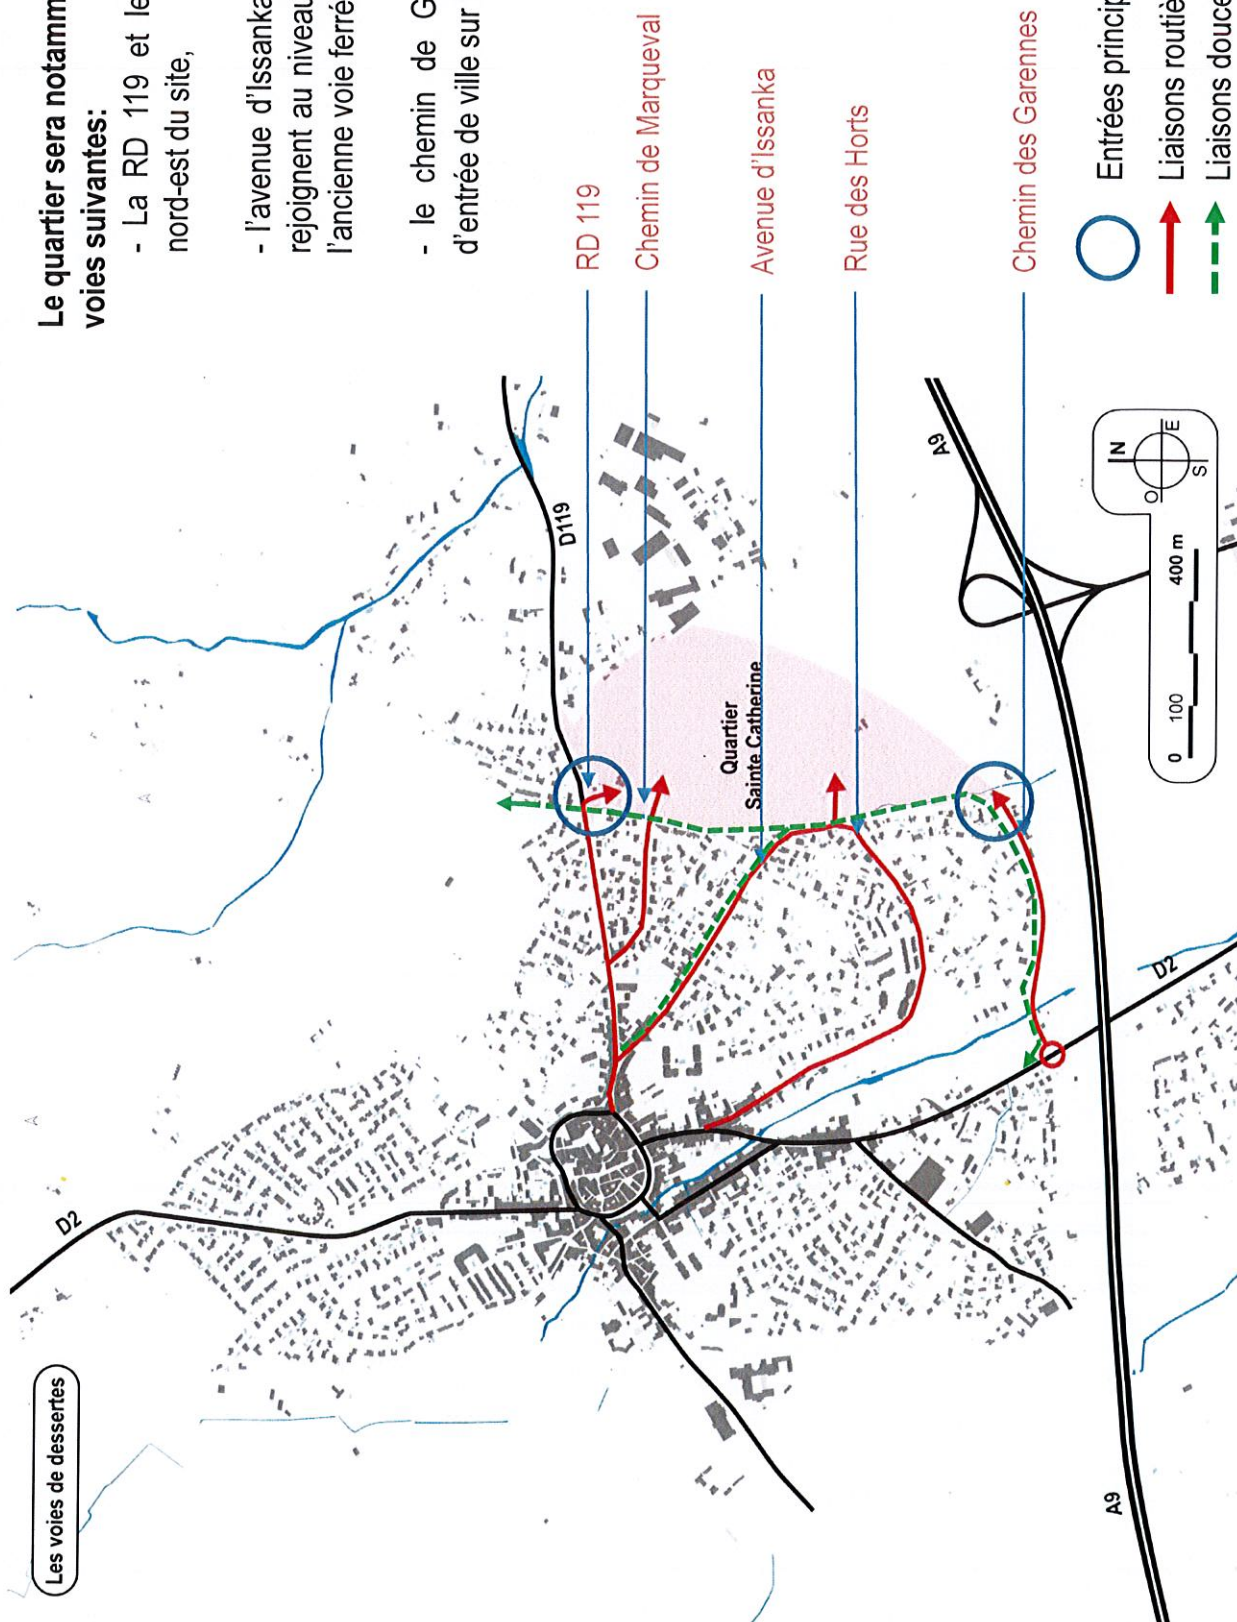 Les voies de dessertes
Le quartier sera notamm
voies suivantes:
- La RD 119 et le
nord-est du site,
- l'avenue d'Issanka
rejoignent au niveau
l'ancienne voie ferré
- le chemin de G
d'entrée de ville sur
RD 119
Chemin de Marqueval
Avenue d'Issanka
Rue des Horts
Chemin des Garennes
Entrées princip
Liaisons routiè
Liaisons douce
D2
D119
Quartier
Sainte Catherine
A9
A9
D2
N
O
E
S
0 100 400 m